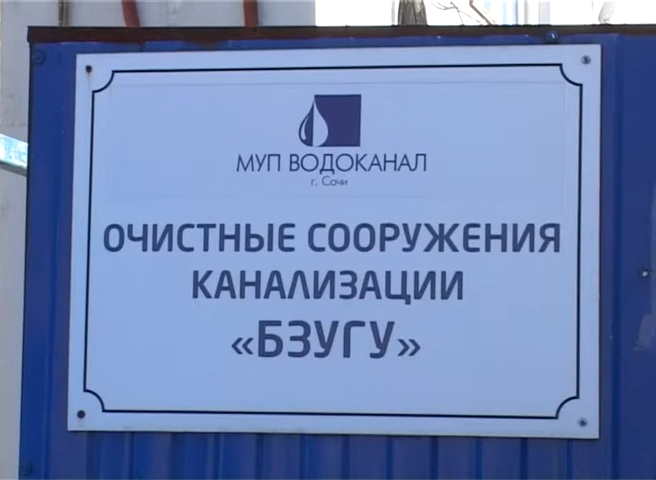 МУП ВОДОКАНАЛ
г. Сочи
ОЧИСТНЫЕ СООРУЖЕНИЯ
КАНАЛИЗАЦИИ
«БЗУГУ»